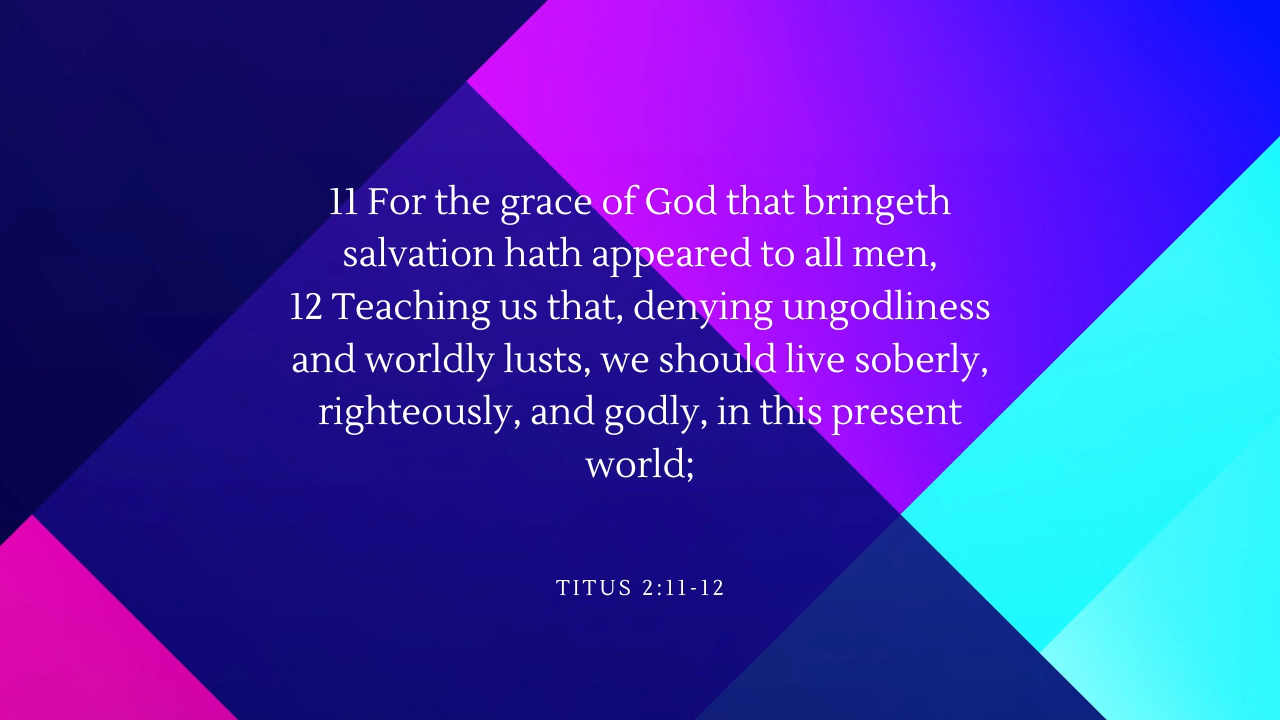 11 For the grace of God that bringeth
salvation hath appeared to all men,
12 Teaching us that, denying ungodliness
and worldly lusts, we should live soberly,
righteously, and godly, in this present
world;
TITUS 2:11-12